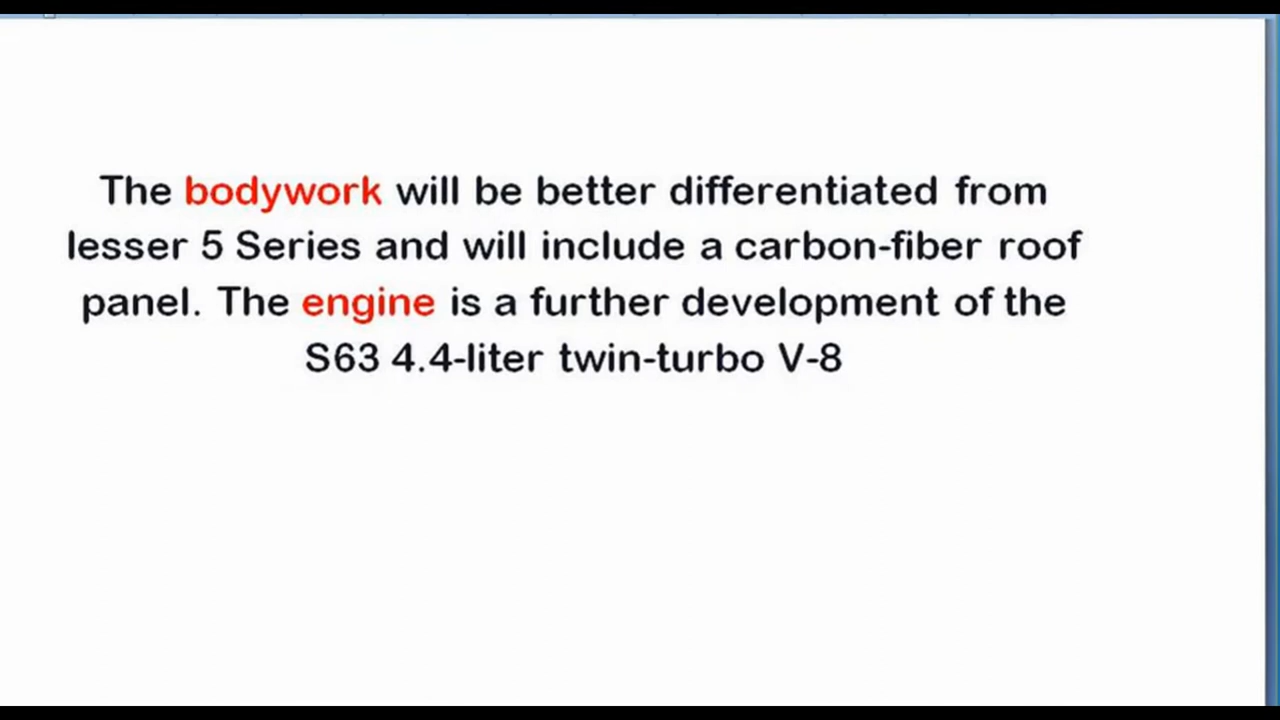 The bodywork will be better differentiated from
lesser 5 Series and will include a carbon-fiber roof
panel. The engine is a further development of the
S63 4.4-liter twin-turbo V-8